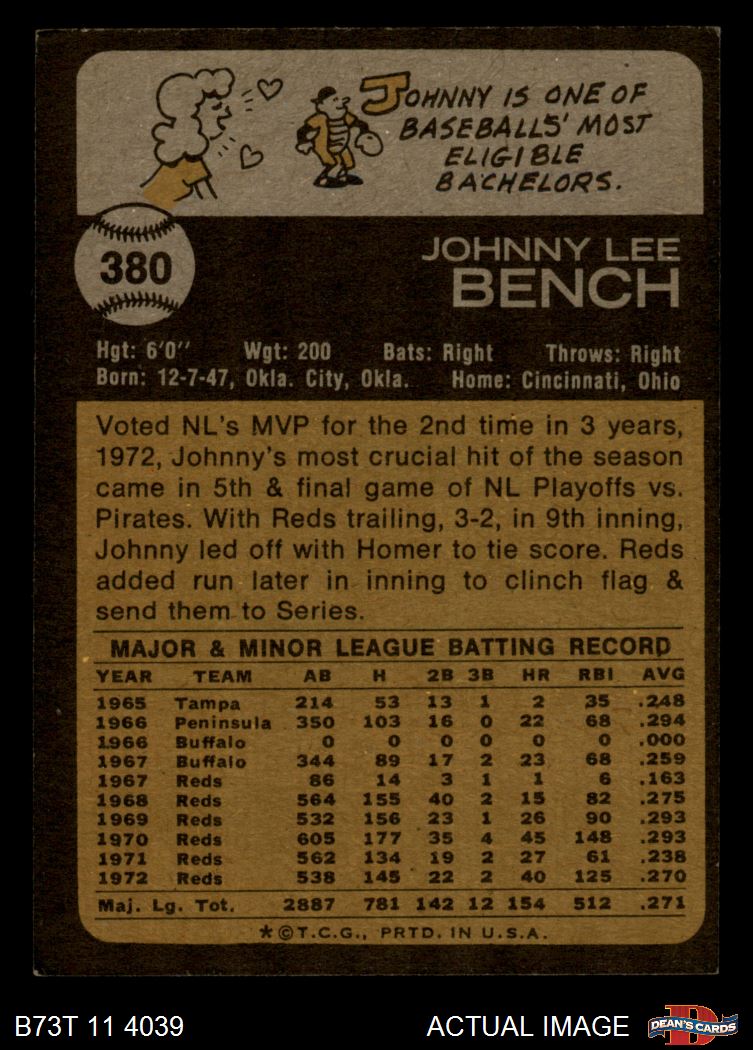 JOHNNY IS ONE OF
BASEBALLS' MOST
ELIGIBLE
BACHELORS.
380
JOHNNY LEE
BENCH
Hgt: 6'0" Wgt: 200 Bats: Right Throws: Right
Born: 12-7-47, Okla. City, Okla. Home: Cincinnati, Ohio
Voted NL's MVP for the 2nd time in 3 years,
1972, Johnny's most crucial hit of the season
came in 5th & final game of NL Playoffs vs.
Pirates. With Reds trailing, 3-2, in 9th inning,
Johnny led off with Homer to tie score. Reds
added run later in inning to clinch flag &
send them to Series.
MAJOR & MINOR LEAGUE BATTING RECORD
YEAR TEAM AB H 2B 3B HR RBI AVG
1965 Tampa 214 53 13 1 2 35 .248
1966 Peninsula 350 103 16 0 22 68 .294
1966 Buffalo 0 0 0 0 0 0 .000
1967 Buffalo 344 89 17 2 23 68 .259
1967 Reds 86 14 3 1 1 6 .163
1968 Reds 564 155 40 2 15 82 .275
1969 Reds 532 156 23 1 26 90 .293
1970 Reds 605 177 35 4 45 148 .293
1971 Reds 562 134 19 2 27 61 .238
1972 Reds 538 145 22 2 40 125 .270
Maj. Lg. Tot. 2887 781 142 12 154 512 .271
*©T.C.G., PRTD. IN U.S.A.
B73T 11 4039 ACTUAL IMAGE D DEAN'S CARDS